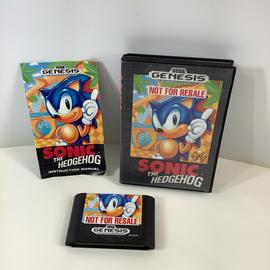 SEGA
GENESIS
SONIC
THE
HEDGEHOG
INSTRUCTION MANUAL
SEGA
GENESIS
NOT FOR RESALE
SONIC
THE
HEDGEHOG
NOT FOR RESALE
GENESIS